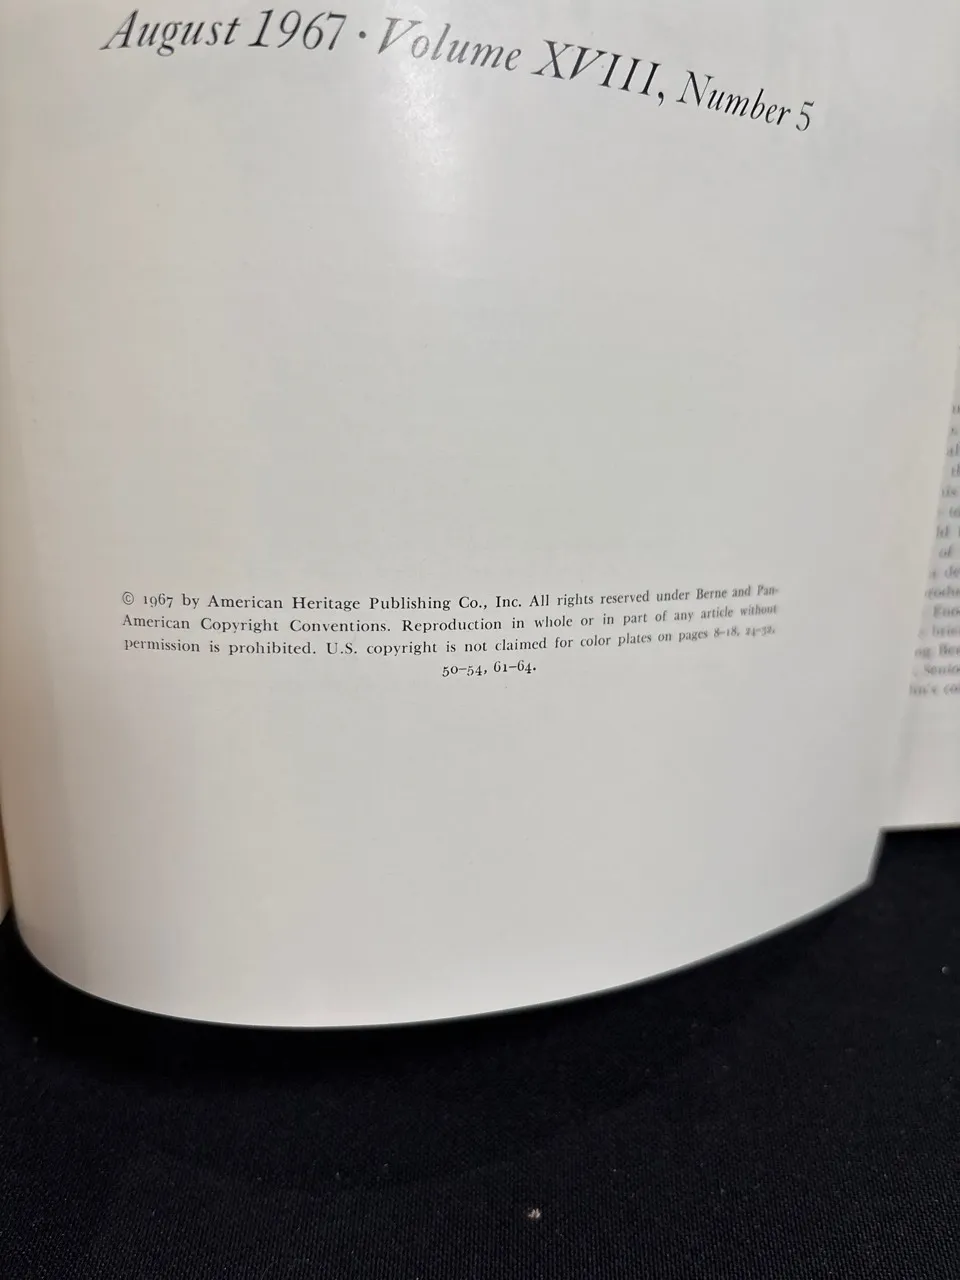 August 1967 · Volume XVIII, Number 5
© 1967 by American Heritage Publishing Co., Inc. All rights reserved under Berne and Pan-
American Copyright Conventions. Reproduction in whole or in part of any article without
permission is prohibited. U.S. copyright is not claimed for color plates on pages 8–18, 24–32,
50–54, 61–64.
of